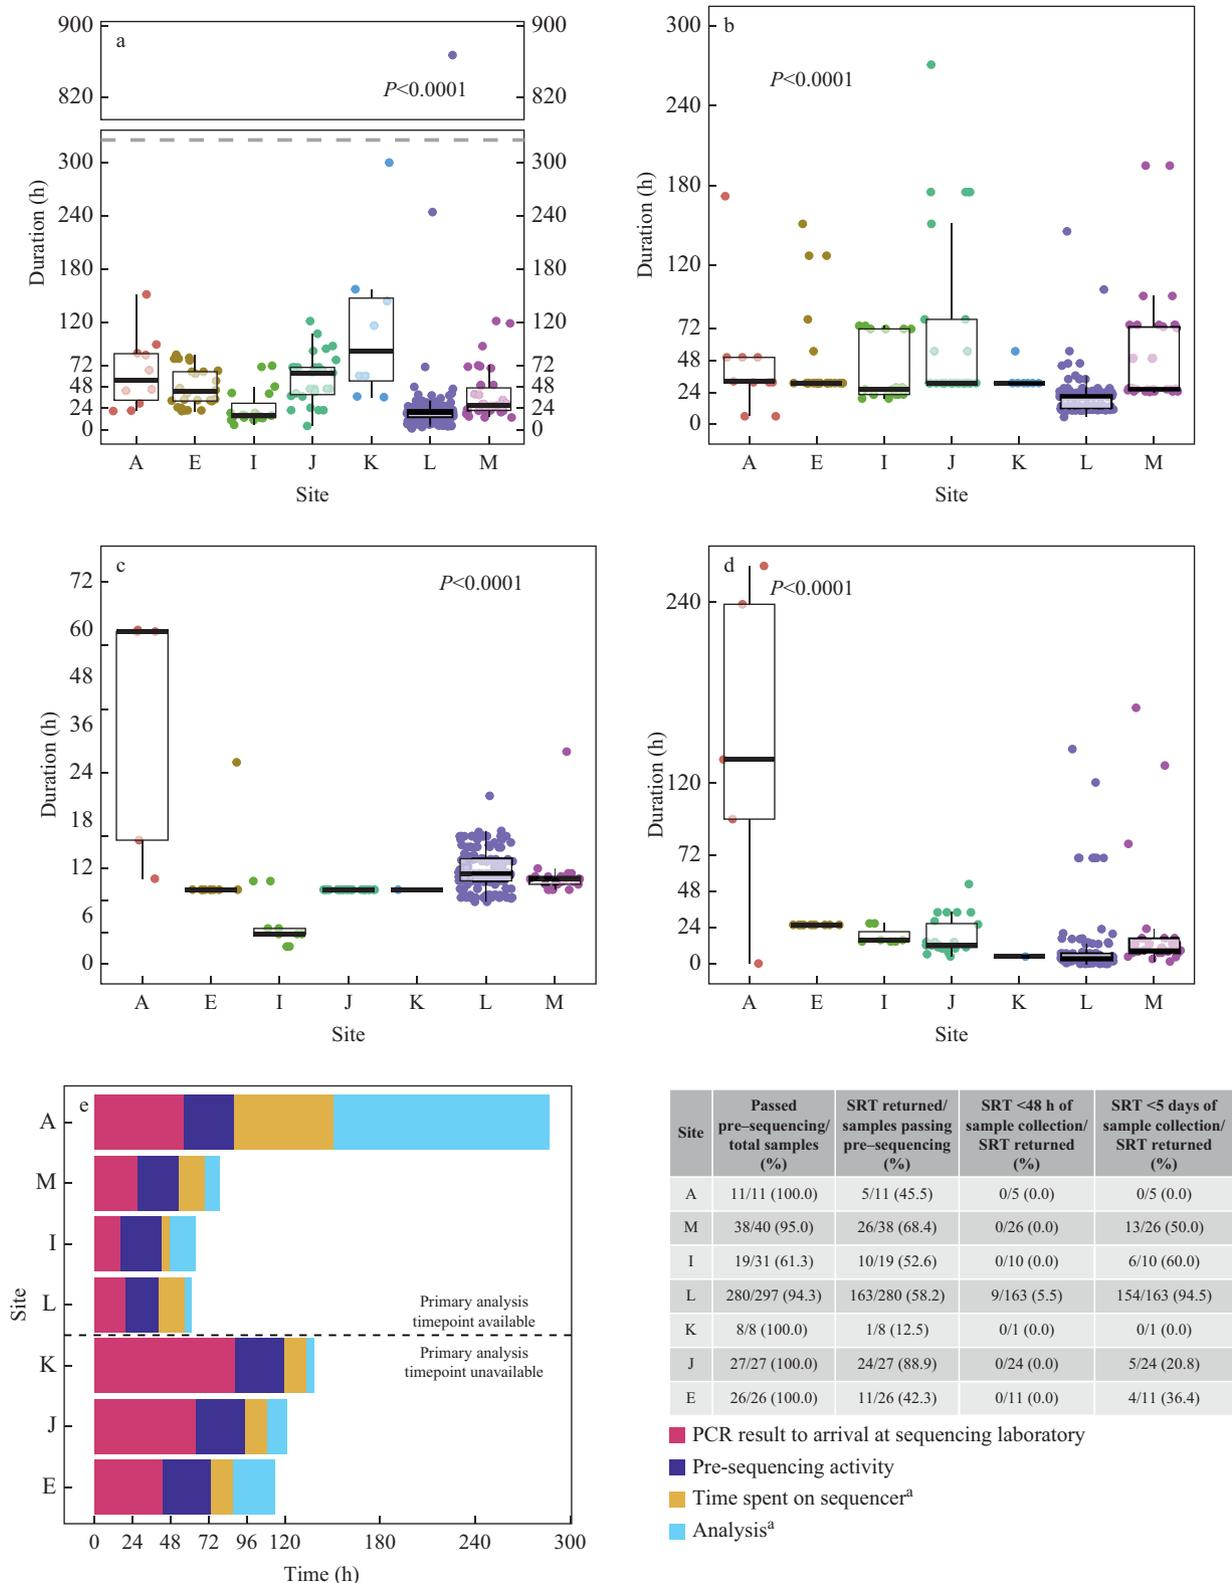 a
900
820
900
820
P<0.0001
300
240
180
120
72
48
24
0
300
240
180
120
72
48
24
0
Duration (h)
A E I J K L M
Site
b
300
240
180
120
72
48
24
0
P<0.0001
Duration (h)
A E I J K L M
Site
c
72
60
48
36
24
18
12
6
0
P<0.0001
Duration (h)
A E I J K L M
Site
d
240
120
72
48
24
0
P<0.0001
Duration (h)
A E I J K L M
Site
e
A
M
I
L
K
J
E
Site
Primary analysis
timepoint available
Primary analysis
timepoint unavailable
0 24 48 72 96 120 180 240 300
Time (h)
Site
Passed
pre–sequencing/
total samples
(%)
SRT returned/
samples passing
pre–sequencing
(%)
SRT <48 h of
sample collection/
SRT returned
(%)
SRT <5 days of
sample collection/
SRT returned
(%)
A 11/11 (100.0) 5/11 (45.5) 0/5 (0.0) 0/5 (0.0)
M 38/40 (95.0) 26/38 (68.4) 0/26 (0.0) 13/26 (50.0)
I 19/31 (61.3) 10/19 (52.6) 0/10 (0.0) 6/10 (60.0)
L 280/297 (94.3) 163/280 (58.2) 9/163 (5.5) 154/163 (94.5)
K 8/8 (100.0) 1/8 (12.5) 0/1 (0.0) 0/1 (0.0)
J 27/27 (100.0) 24/27 (88.9) 0/24 (0.0) 5/24 (20.8)
E 26/26 (100.0) 11/26 (42.3) 0/11 (0.0) 4/11 (36.4)
PCR result to arrival at sequencing laboratory
Pre-sequencing activity
Time spent on sequencerᵃ
Analysisᵃ